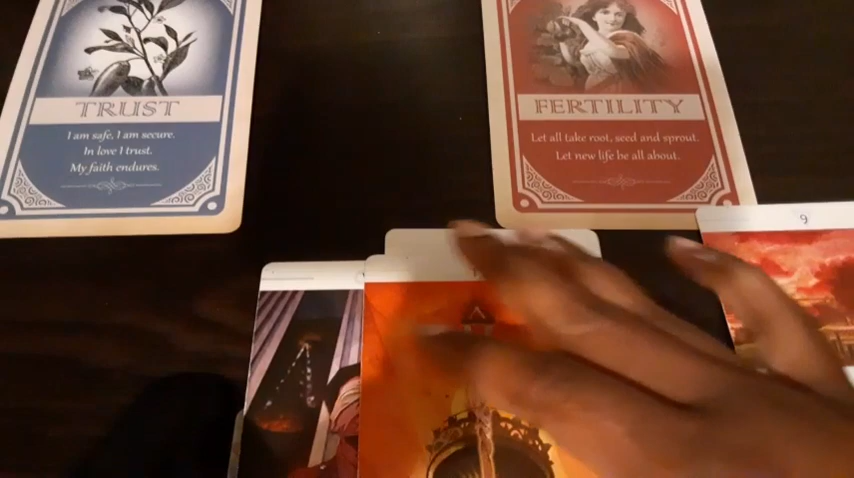 TRUST
I am safe, I am secure.
In love I trust.
My faith endures.
FERTILITY
Let all take root, seed and sprout.
Let new life be all about.
9